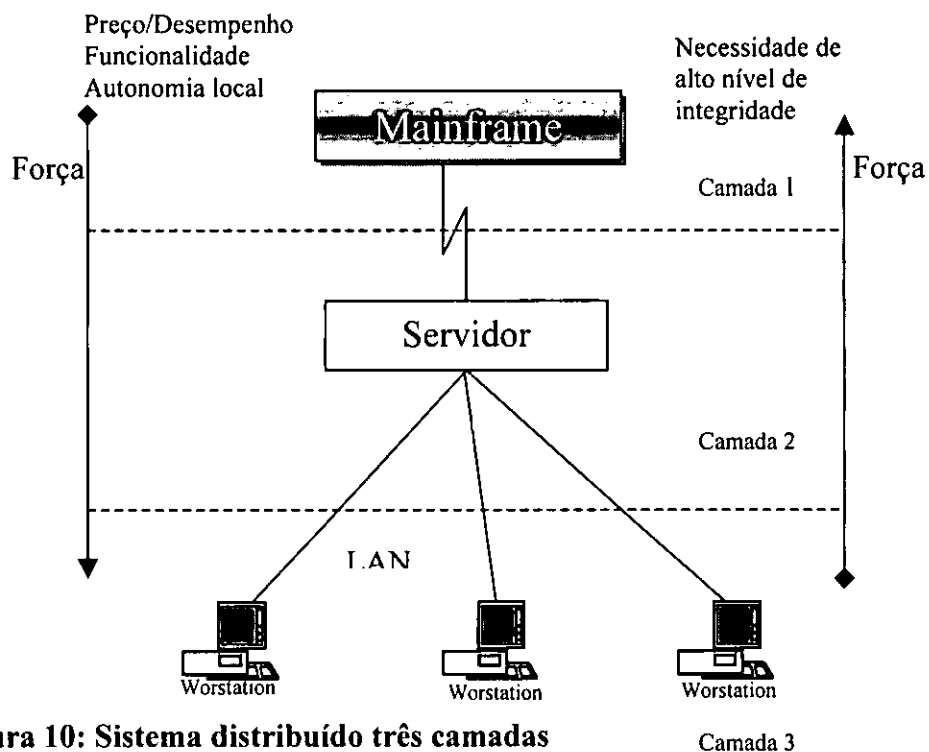 Preço/Desempenho
Funcionalidade
Autonomia local
Necessidade de
alto nível de
integridade
Mainframe
Força
Força
Camada 1
Servidor
Camada 2
LAN
Worstation
Worstation
Worstation
ura 10: Sistema distribuído três camadas
Camada 3